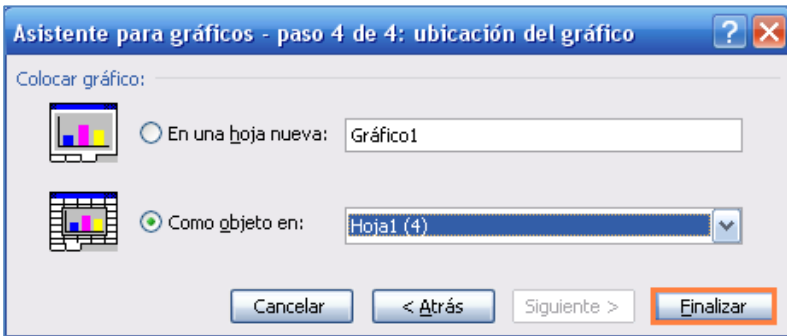 Asistente para gráficos - paso 4 de 4: ubicación del gráfico
Colocar gráfico:
En una hoja nueva: Gráfico1
Como objeto en: Hoja1 (4)
Cancelar < Atrás Siguiente > Finalizar